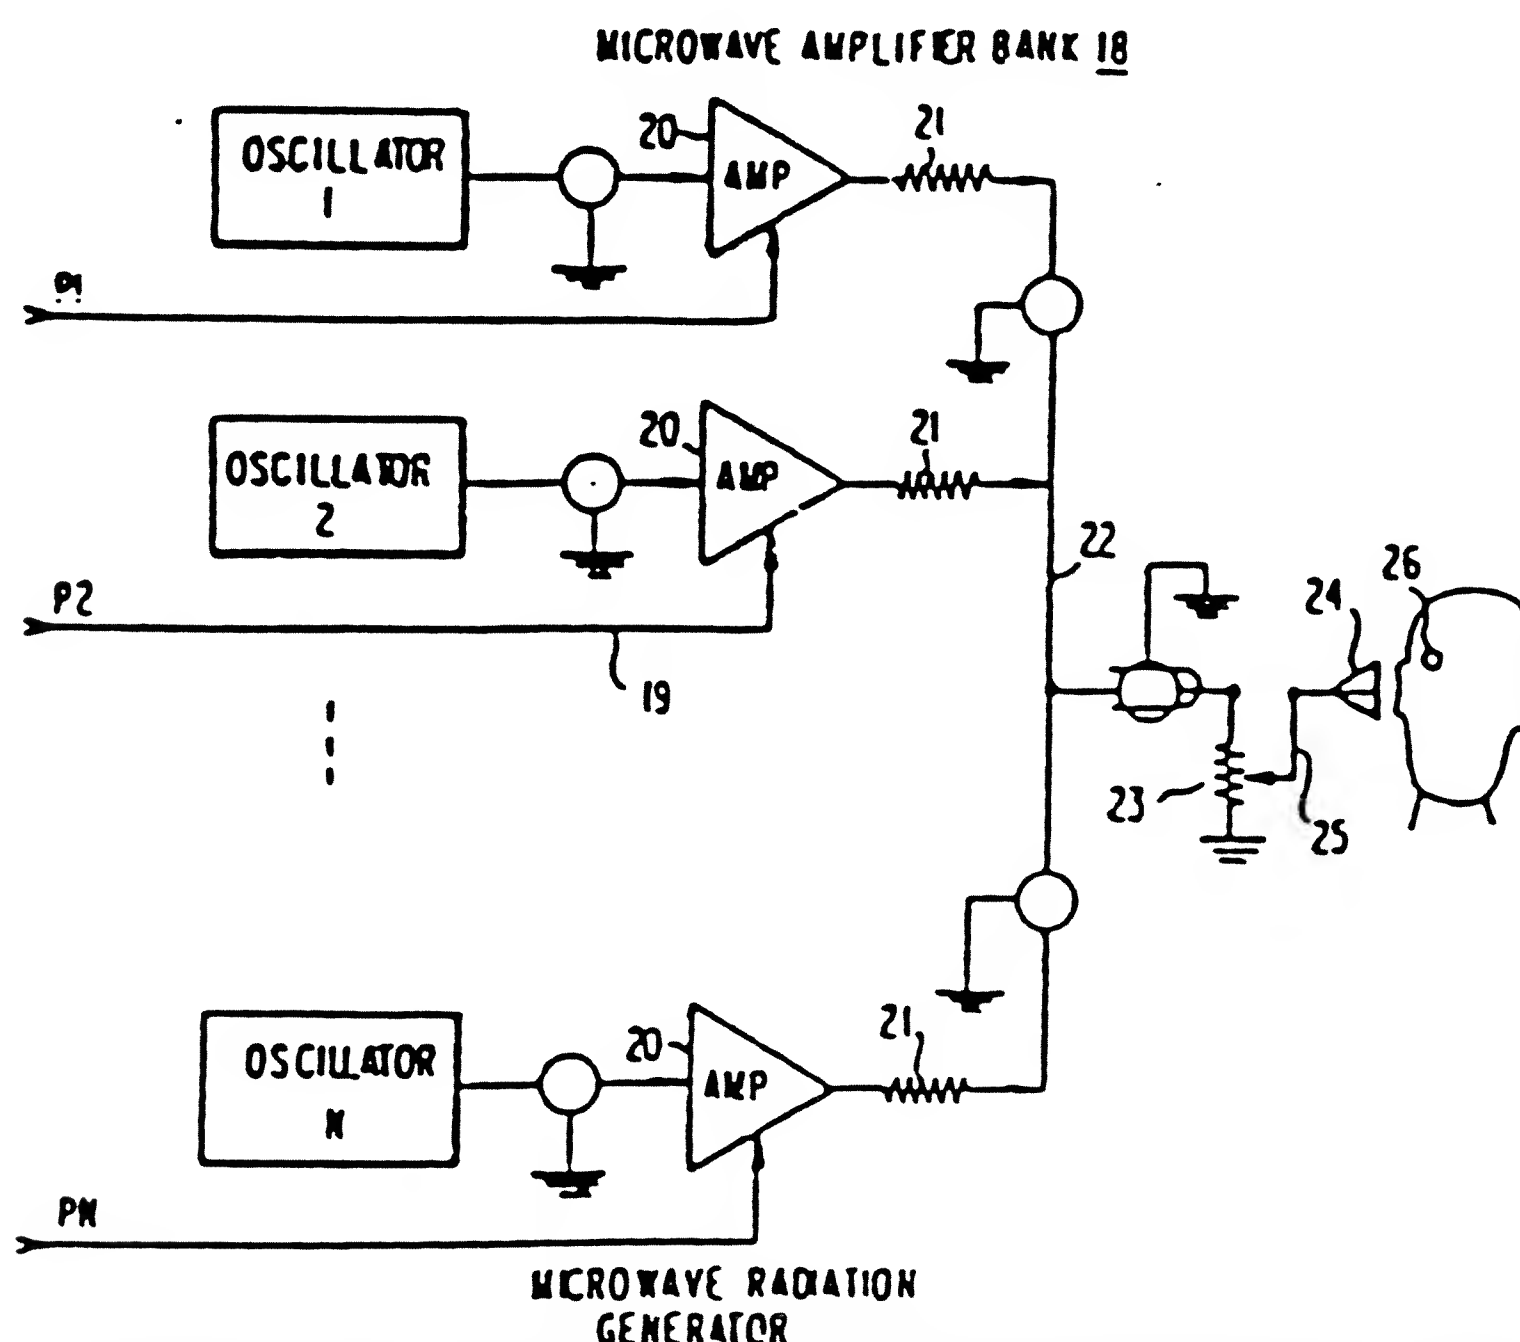 MICROWAVE AMPLIFIER BANK 18
OSCILLATOR
1
20
AMP
21
P1
OSCILLATOR
2
20
AMP
21
22
P2
19
26
24
23
25
OSCILLATOR
N
20
AMP
21
PN
MICROWAVE RADIATION
GENERATOR